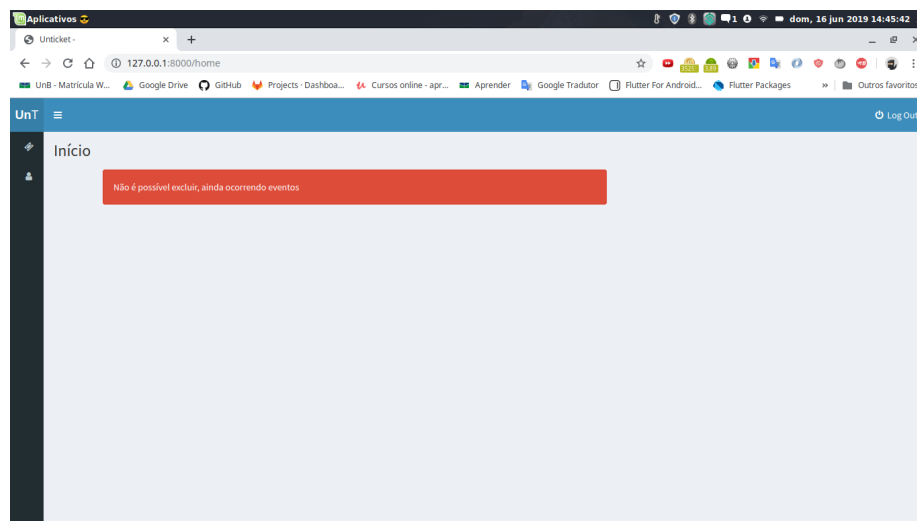 Aplicativos 😎
1 dom, 16 jun 2019 14:45:42
Unticket -
127.0.0.1:8000/home
UnB - Matrícula W... Google Drive GitHub Projects · Dashboa... Cursos online - apr... Aprender Google Tradutor Flutter For Android... Flutter Packages » Outros favoritos
UnT Log Out
Início
Não é possível excluir, ainda ocorrendo eventos